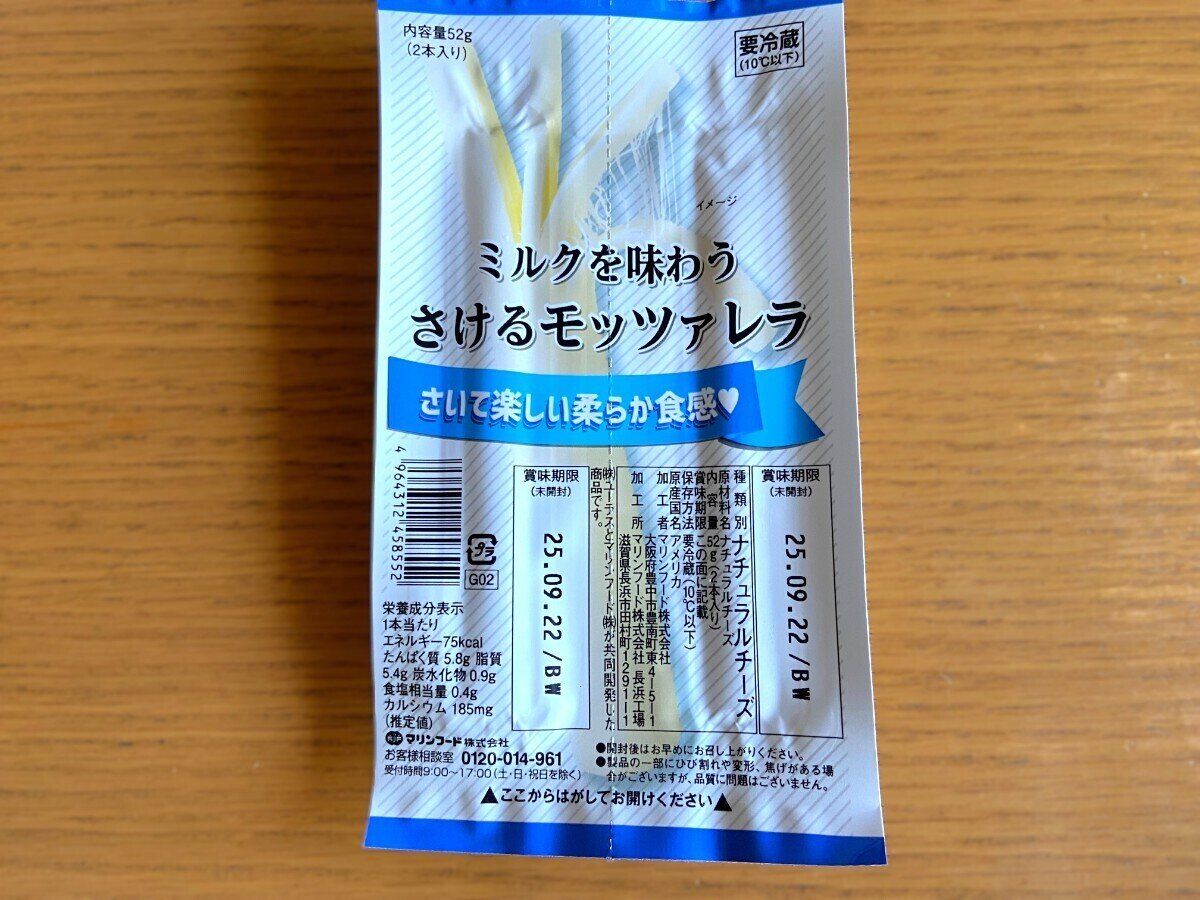 内容量52g
(2本入り)
要冷蔵
(10℃以下)
イメージ
ミルクを味わう
さけるモッツァレラ
さいて楽しい柔らか食感♥
4964312458552
プラ
G02
栄養成分表示
1本当たり
エネルギー75kcal
たんぱく質 5.8g 脂質
5.4g 炭水化物 0.9g
食塩相当量 0.4g
カルシウム 185mg
(推定値)
賞味期限
(未開封)
25.09.22/BW
賞味期限
(未開封)
25.09.22/BW
種類別 ナチュラルチーズ
原材料名 ナチュラルチーズ
内容量 52g(2本入り)
賞味期限 この面に記載
保存方法 要冷蔵(10℃以下)
原産国名 アメリカ
加工者 マリンフード株式会社
大阪府豊中市豊南町東4-5-1
加工所 マリンフード株式会社 長浜工場
滋賀県長浜市田村町1291-1
㈱ユーデスとマリンフード㈱が共同開発した
商品です。
マリンフード株式会社
お客様相談室 0120-014-961
受付時間9:00〜17:00(土・日・祝日を除く)
●開封後はお早めにお召し上がりください。
●製品の一部にひび割れや変形、焦げがある場
合がございますが、品質に問題はございません。
▲ここからはがしてお開けください▲